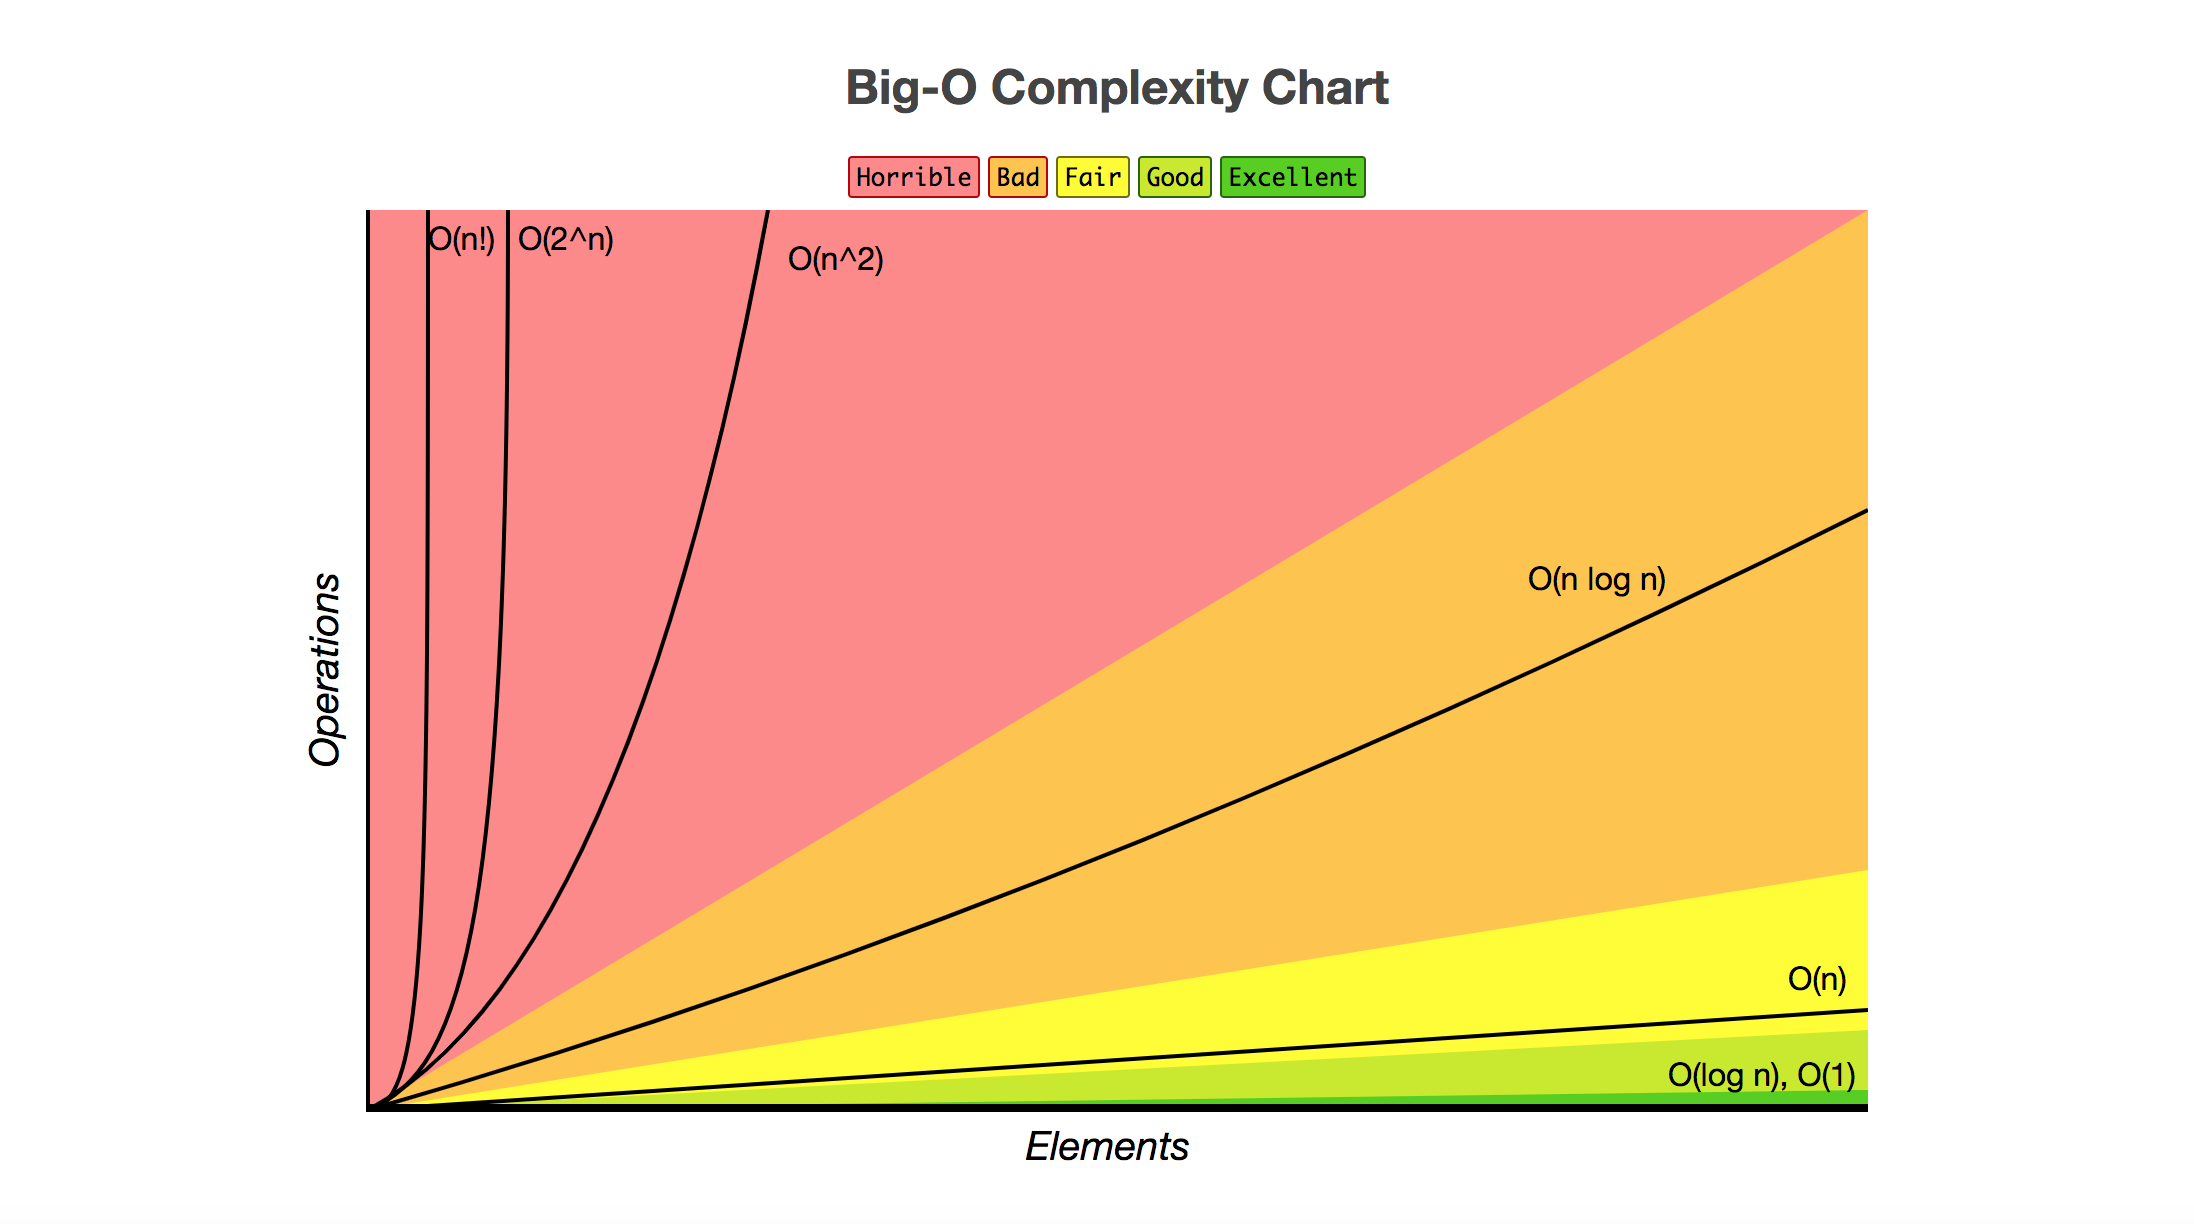 Big-O Complexity Chart
Horrible Bad Fair Good Excellent
O(n!) O(2^n)
O(n^2)
O(n log n)
Operations
O(n)
O(log n), O(1)
Elements